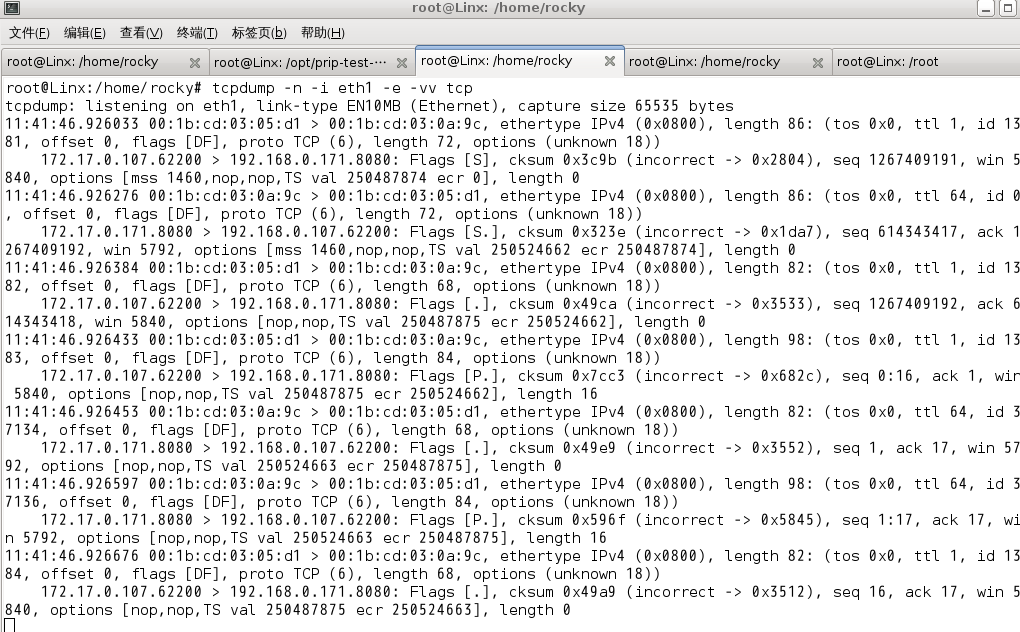 root@Linx: /home/rocky
文件(F) 编辑(E) 查看(V) 终端(T) 标签页(b) 帮助(H)
root@Linx: /home/rocky root@Linx: /opt/prip-test-··· root@Linx: /home/rocky root@Linx: /home/rocky root@Linx: /root
root@Linx:/home/rocky# tcpdump -n -i eth1 -e -vv tcp
tcpdump: listening on eth1, link-type EN10MB (Ethernet), capture size 65535 bytes
11:41:46.926033 00:1b:cd:03:05:d1 > 00:1b:cd:03:0a:9c, ethertype IPv4 (0x0800), length 86: (tos 0x0, ttl 1, id 13
81, offset 0, flags [DF], proto TCP (6), length 72, options (unknown 18))
172.17.0.107.62200 > 192.168.0.171.8080: Flags [S], cksum 0x3c9b (incorrect -> 0x2804), seq 1267409191, win 5
840, options [mss 1460,nop,nop,TS val 250487874 ecr 0], length 0
11:41:46.926276 00:1b:cd:03:0a:9c > 00:1b:cd:03:05:d1, ethertype IPv4 (0x0800), length 86: (tos 0x0, ttl 64, id 0
, offset 0, flags [DF], proto TCP (6), length 72, options (unknown 18))
172.17.0.171.8080 > 192.168.0.107.62200: Flags [S.], cksum 0x323e (incorrect -> 0x1da7), seq 614343417, ack 1
267409192, win 5792, options [mss 1460,nop,nop,TS val 250524662 ecr 250487874], length 0
11:41:46.926384 00:1b:cd:03:05:d1 > 00:1b:cd:03:0a:9c, ethertype IPv4 (0x0800), length 82: (tos 0x0, ttl 1, id 13
82, offset 0, flags [DF], proto TCP (6), length 68, options (unknown 18))
172.17.0.107.62200 > 192.168.0.171.8080: Flags [.], cksum 0x49ca (incorrect -> 0x3533), seq 1267409192, ack 6
14343418, win 5840, options [nop,nop,TS val 250487875 ecr 250524662], length 0
11:41:46.926433 00:1b:cd:03:05:d1 > 00:1b:cd:03:0a:9c, ethertype IPv4 (0x0800), length 98: (tos 0x0, ttl 1, id 13
83, offset 0, flags [DF], proto TCP (6), length 84, options (unknown 18))
172.17.0.107.62200 > 192.168.0.171.8080: Flags [P.], cksum 0x7cc3 (incorrect -> 0x682c), seq 0:16, ack 1, win
5840, options [nop,nop,TS val 250487875 ecr 250524662], length 16
11:41:46.926453 00:1b:cd:03:0a:9c > 00:1b:cd:03:05:d1, ethertype IPv4 (0x0800), length 82: (tos 0x0, ttl 64, id 3
7134, offset 0, flags [DF], proto TCP (6), length 68, options (unknown 18))
172.17.0.171.8080 > 192.168.0.107.62200: Flags [.], cksum 0x49e9 (incorrect -> 0x3552), seq 1, ack 17, win 57
92, options [nop,nop,TS val 250524663 ecr 250487875], length 0
11:41:46.926597 00:1b:cd:03:0a:9c > 00:1b:cd:03:05:d1, ethertype IPv4 (0x0800), length 98: (tos 0x0, ttl 64, id 3
7136, offset 0, flags [DF], proto TCP (6), length 84, options (unknown 18))
172.17.0.171.8080 > 192.168.0.107.62200: Flags [P.], cksum 0x596f (incorrect -> 0x5845), seq 1:17, ack 17, wi
n 5792, options [nop,nop,TS val 250524663 ecr 250487875], length 16
11:41:46.926676 00:1b:cd:03:05:d1 > 00:1b:cd:03:0a:9c, ethertype IPv4 (0x0800), length 82: (tos 0x0, ttl 1, id 13
84, offset 0, flags [DF], proto TCP (6), length 68, options (unknown 18))
172.17.0.107.62200 > 192.168.0.171.8080: Flags [.], cksum 0x49a9 (incorrect -> 0x3512), seq 16, ack 17, win 5
840, options [nop,nop,TS val 250487875 ecr 250524663], length 0